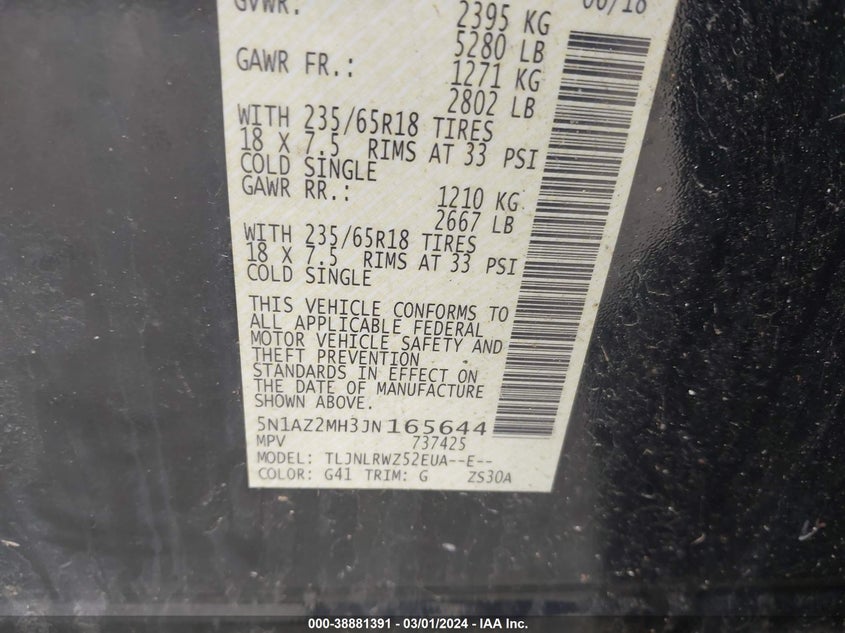 GVWR: 06/18
2395 KG
5280 LB
GAWR FR.: 1271 KG
2802 LB
WITH 235/65R18 TIRES
18 X 7.5 RIMS AT 33 PSI
COLD SINGLE
GAWR RR.: 1210 KG
2667 LB
WITH 235/65R18 TIRES
18 X 7.5 RIMS AT 33 PSI
COLD SINGLE
THIS VEHICLE CONFORMS TO
ALL APPLICABLE FEDERAL
MOTOR VEHICLE SAFETY AND
THEFT PREVENTION
STANDARDS IN EFFECT ON
THE DATE OF MANUFACTURE
SHOWN ABOVE.
5N1AZ2MH3JN165644
MPV 737425
MODEL: TLJNLRWZ52EUA--E--
COLOR: G41 TRIM: G ZS30A
000-38881391 - 03/01/2024 - IAA Inc.